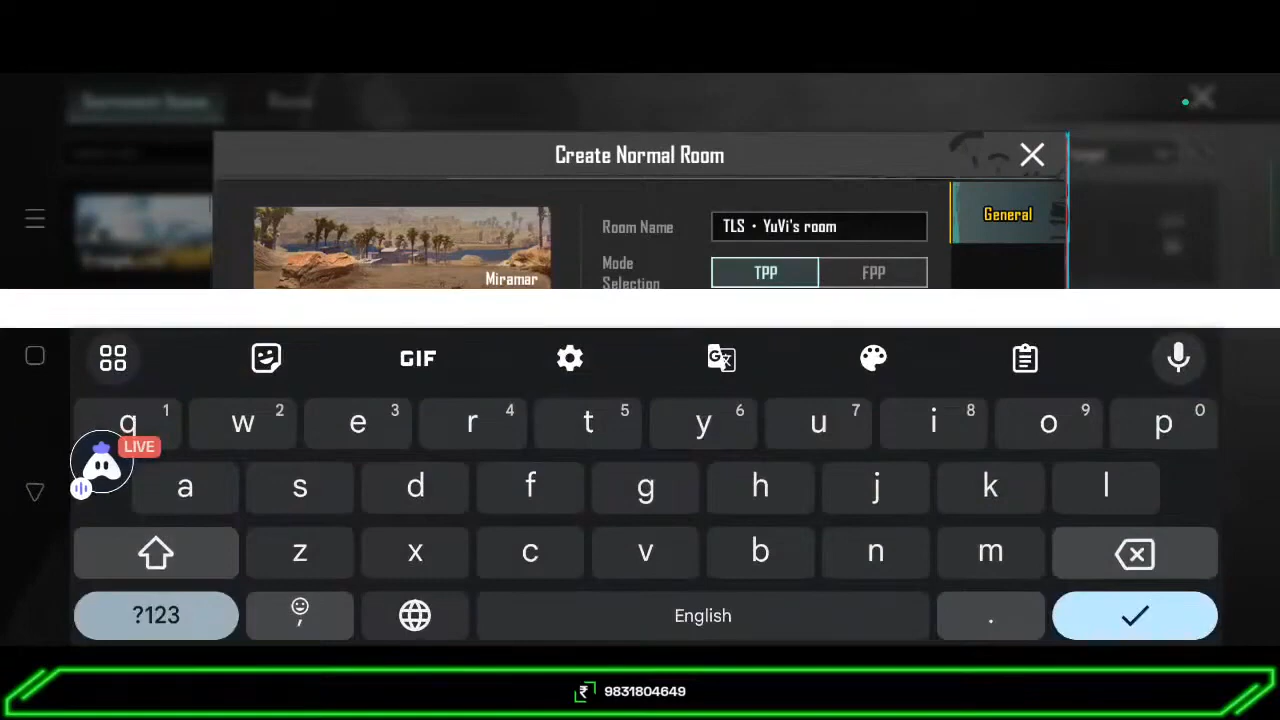 Create Normal Room
General
Room Name
TLS • YuVi's room
Mode
Selection
TPP
FPP
Miramar
GIF
q 1 w 2 e 3 r 4 t 5 y 6 u 7 i 8 o 9 p 0
LIVE
a s d f g h j k l
z x c v b n m
?123 , English .
₹ 9831804649